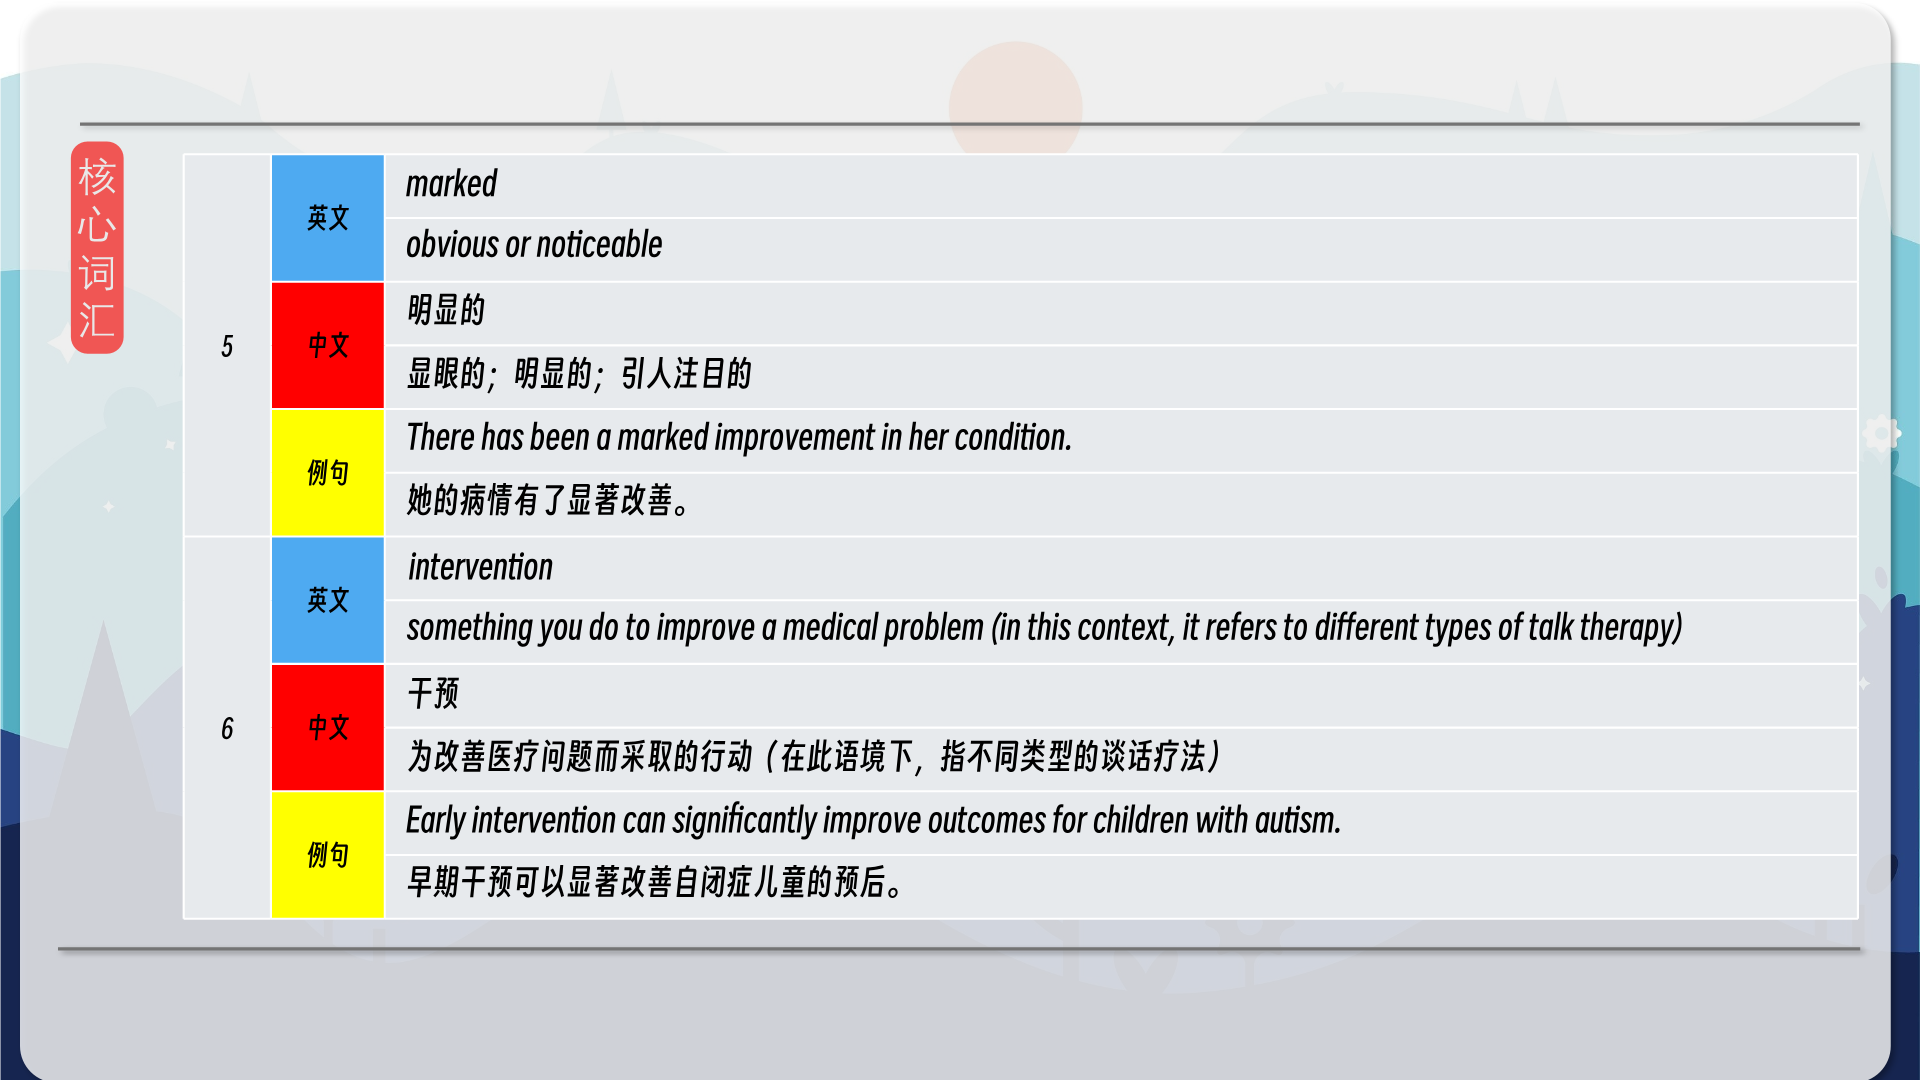 核
心
词
汇
5
英文
marked
obvious or noticeable
中文
明显的
显眼的；明显的；引人注目的
例句
There has been a marked improvement in her condition.
她的病情有了显著改善。
6
英文
intervention
something you do to improve a medical problem (in this context, it refers to different types of talk therapy)
中文
干预
为改善医疗问题而采取的行动（在此语境下，指不同类型的谈话疗法）
例句
Early intervention can significantly improve outcomes for children with autism.
早期干预可以显著改善自闭症儿童的预后。